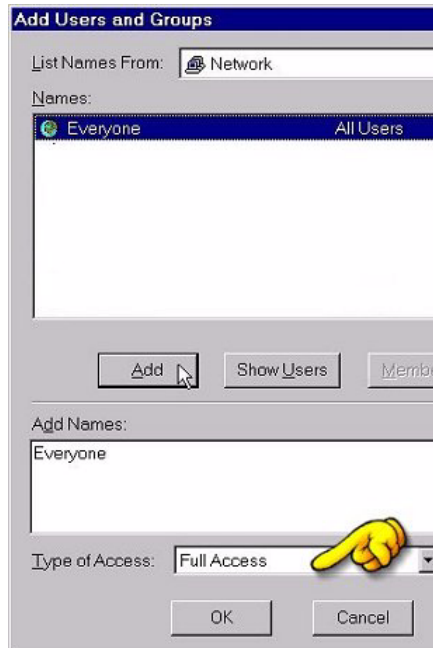 Add Users and Groups
List Names From: Network
Names:
Everyone All Users
Add Show Users Membe
Add Names:
Everyone
Type of Access: Full Access
OK Cancel